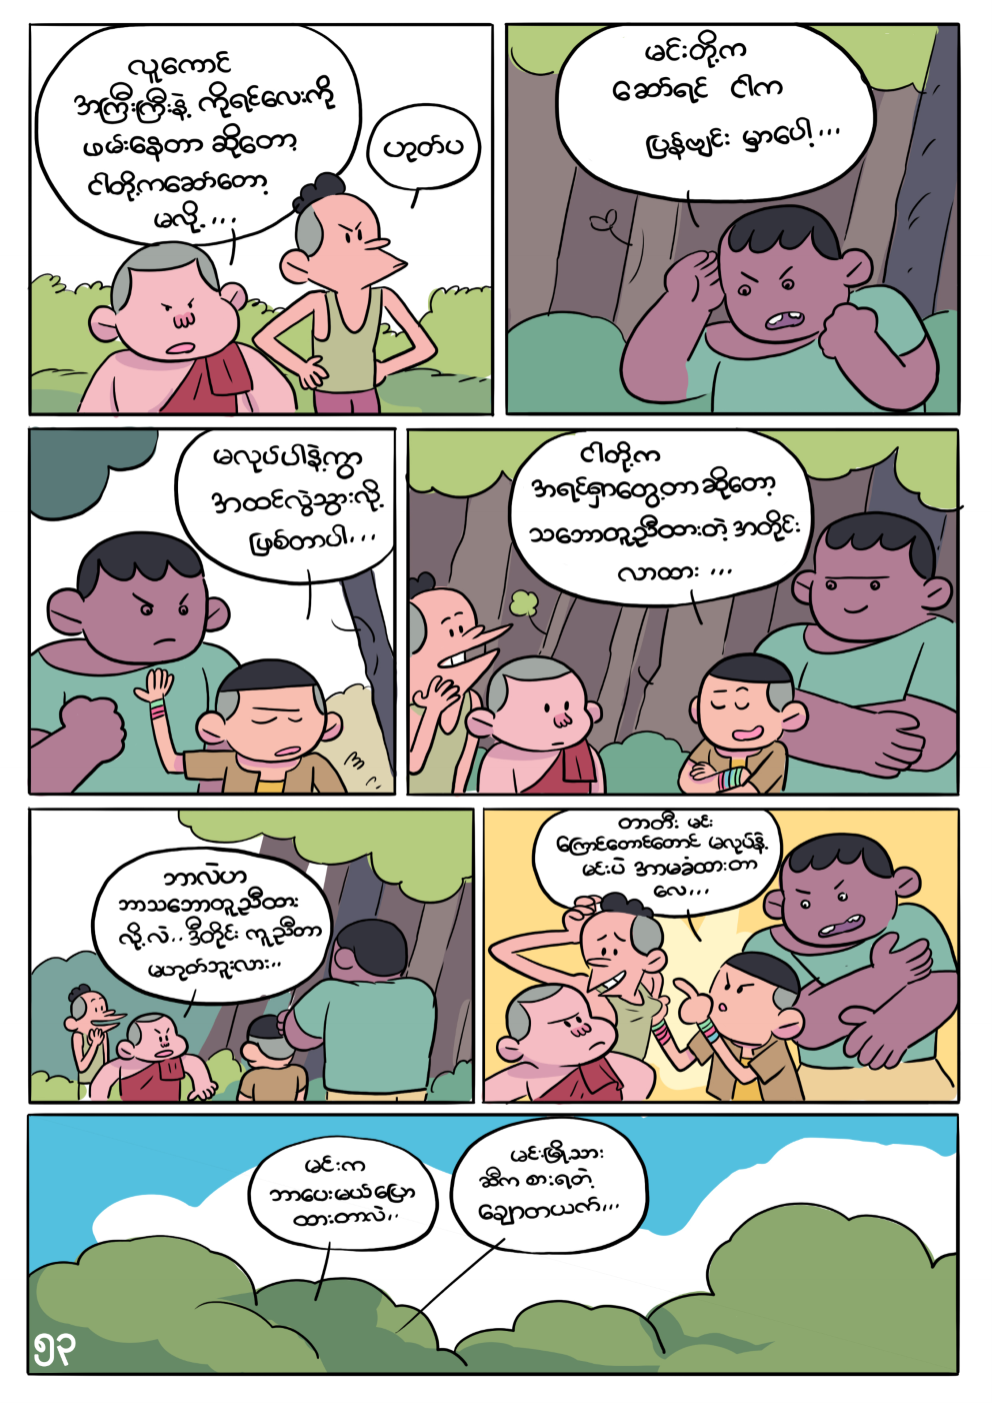 လူကောင်
အကြီးကြီးနဲ့ ကိုရင်လေးကို
ဖမ်းနေတာ ဆိုတော့
ငါတို့ကဆော်တော့
မလို့...
ဟုတ်ပ
မင်းတို့က
ဆော်ရင် ငါက
ပြန်ဗျင်း မှာပေါ့...
မလုပ်ပါနဲ့ကွာ
အထင်လွဲသွားလို့
ဖြစ်တာပါ...
ငါတို့က
အရင်ရှာတွေ့တာ ဆိုတော့
သဘောတူညီထားတဲ့ အတိုင်း
လာထား ...
ဘာလဲဟ
ဘာသဘောတူညီထား
လို့လဲ.. ဒီတိုင်း ကူညီတာ
မဟုတ်ဘူးလား...
တာတီး မင်း
ကြောင်တောင်တောင် မလုပ်နဲ့
မင်းပဲ အာမခံထားတာ
လေ...
မင်းက
ဘာပေးမယ်ပြော
ထားတာလဲ..
မင်းမြို့သား
ဆီက စားရတဲ့
ချောတယက်...
၅၃